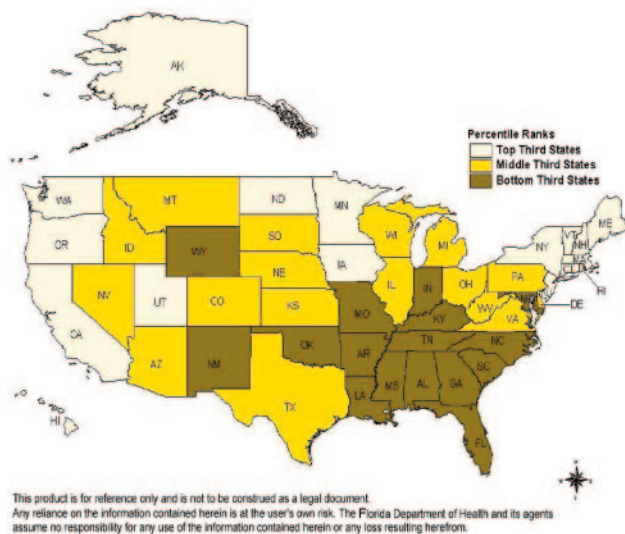 AK
Percentile Ranks
Top Third States
Middle Third States
Bottom Third States
WA
MT
ND
MN
ME
VT
NH
OR
ID
SD
WI
MI
NY
MA
WY
RI
IA
NE
PA
NV
UT
CO
IL
IN
OH
DE
CA
KS
MO
WV
VA
KY
AZ
NM
OK
AR
TN
NC
SC
TX
LA
MS
AL
GA
HI
FL
This product is for reference only and is not to be construed as a legal document.
Any reliance on the information contained herein is at the user's own risk. The Florida Department of Health and its agents
assume no responsibility for any use of the information contained herein or any loss resulting herefrom.